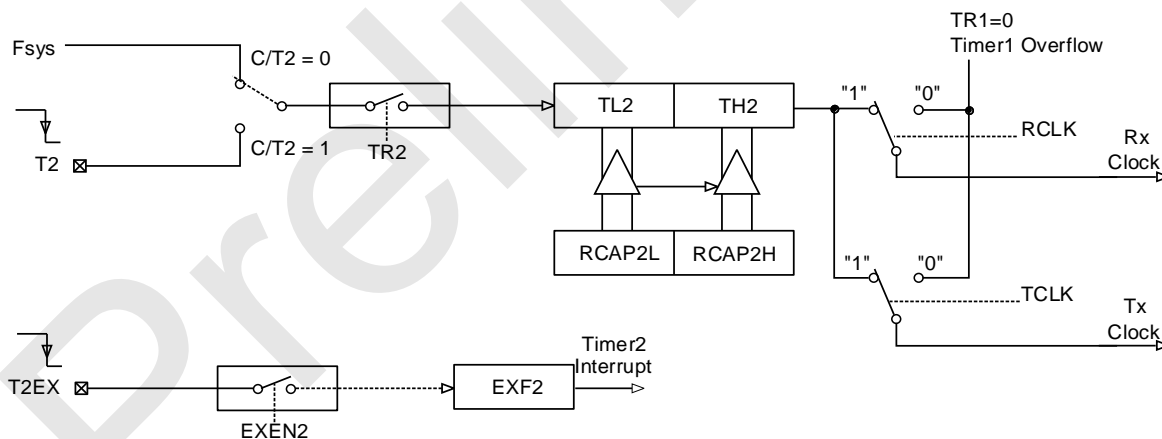 TR1=0
Timer1 Overflow
Fsys
C/T2 = 0
"1"
"0"
TL2
TH2
TR2
RCLK
Rx
Clock
T2
C/T2 = 1
RCAP2L
RCAP2H
"1"
"0"
TCLK
Tx
Clock
Timer2
Interrupt
T2EX
EXF2
EXEN2
Prelim